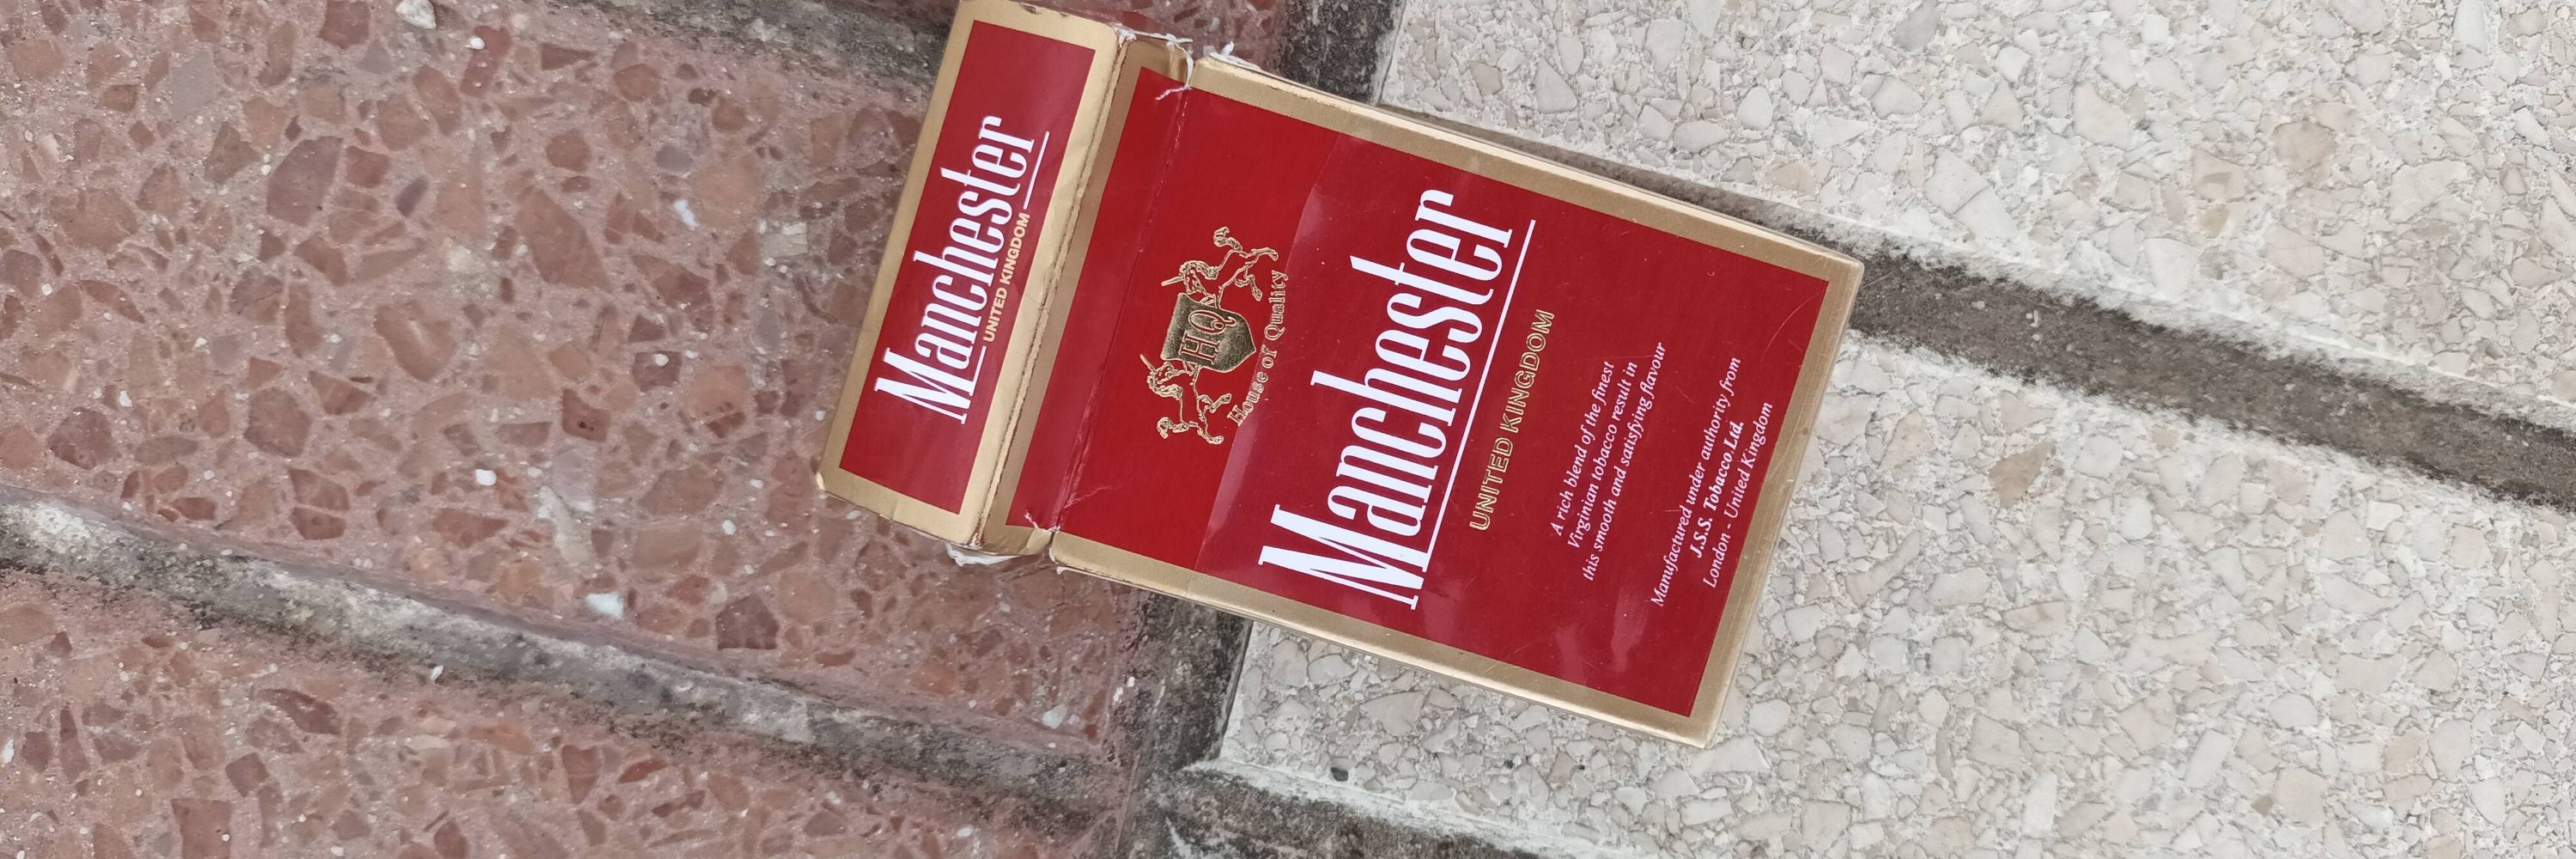 Manchester
UNITED KINGDOM
HQ
House of Quality
Manchester
UNITED KINGDOM
A rich blend of the finest
Virginian tobacco result in
this smooth and satisfying flavour
Manufactured under authority from
J.S.S. Tobacco Ltd.
London - United Kingdom